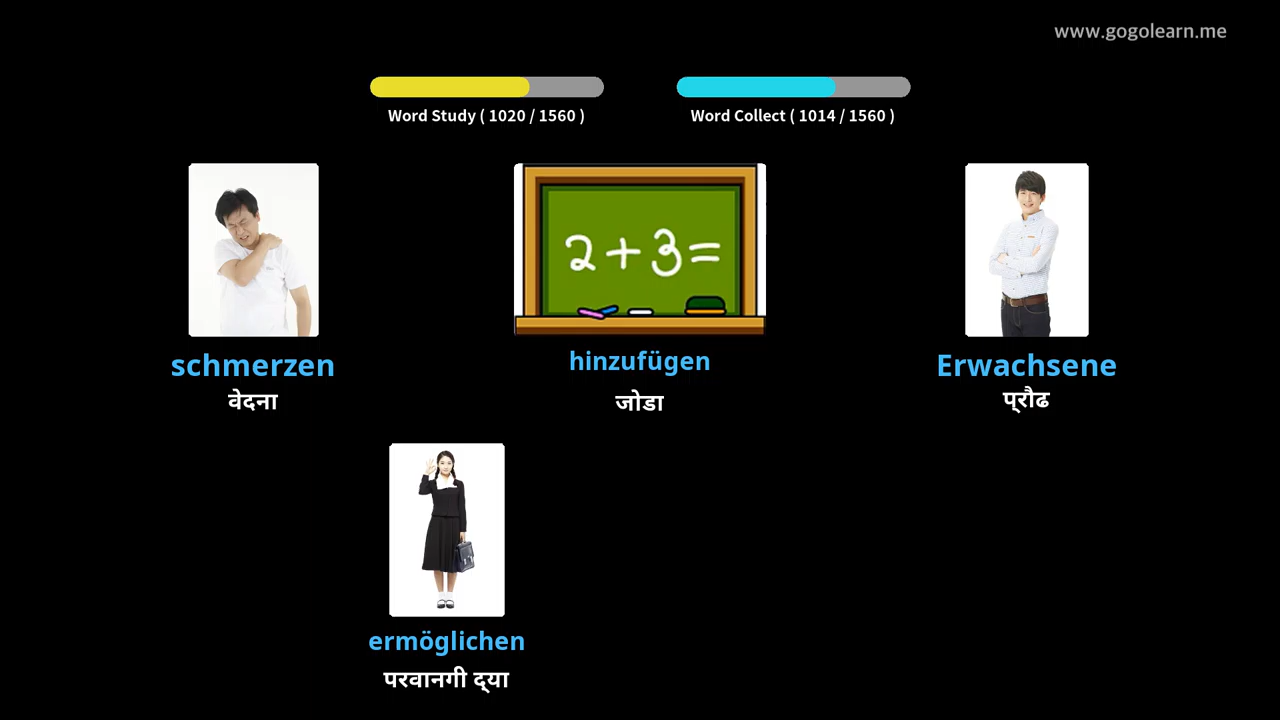 www.gogolearn.me
Word Study ( 1020 / 1560 )
Word Collect ( 1014 / 1560 )
2+3=
schmerzen
hinzufügen
Erwachsene
वेदना
जोडा
प्रौढ
ermöglichen
परवानगी द्या